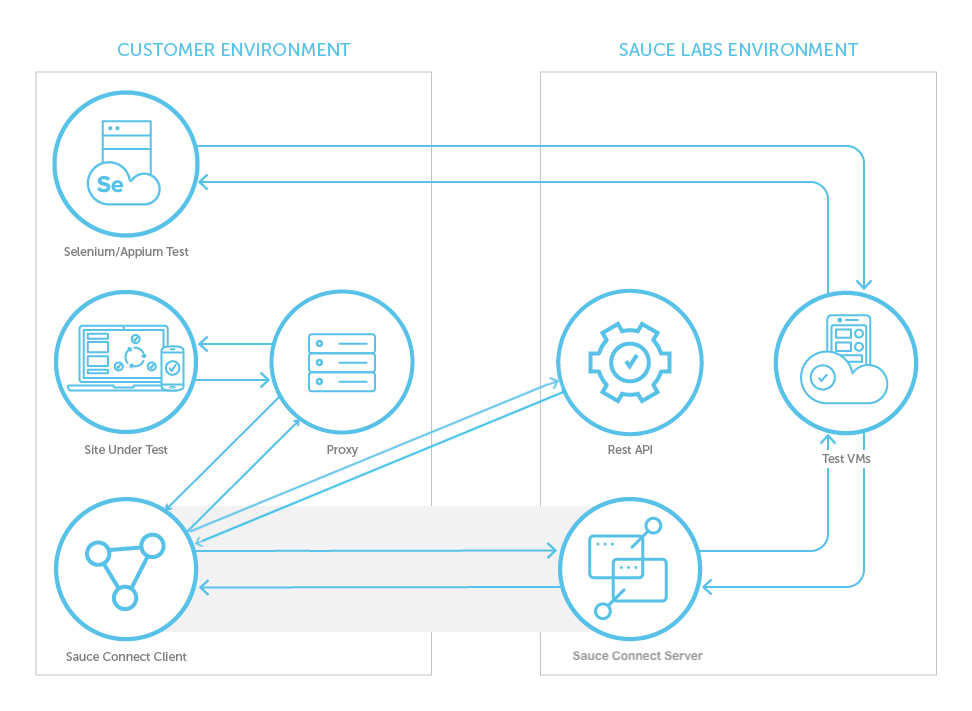 CUSTOMER ENVIRONMENT
SAUCE LABS ENVIRONMENT
Se
Selenium/Appium Test
Site Under Test
Proxy
Rest API
Test VMs
Sauce Connect Client
Sauce Connect Server